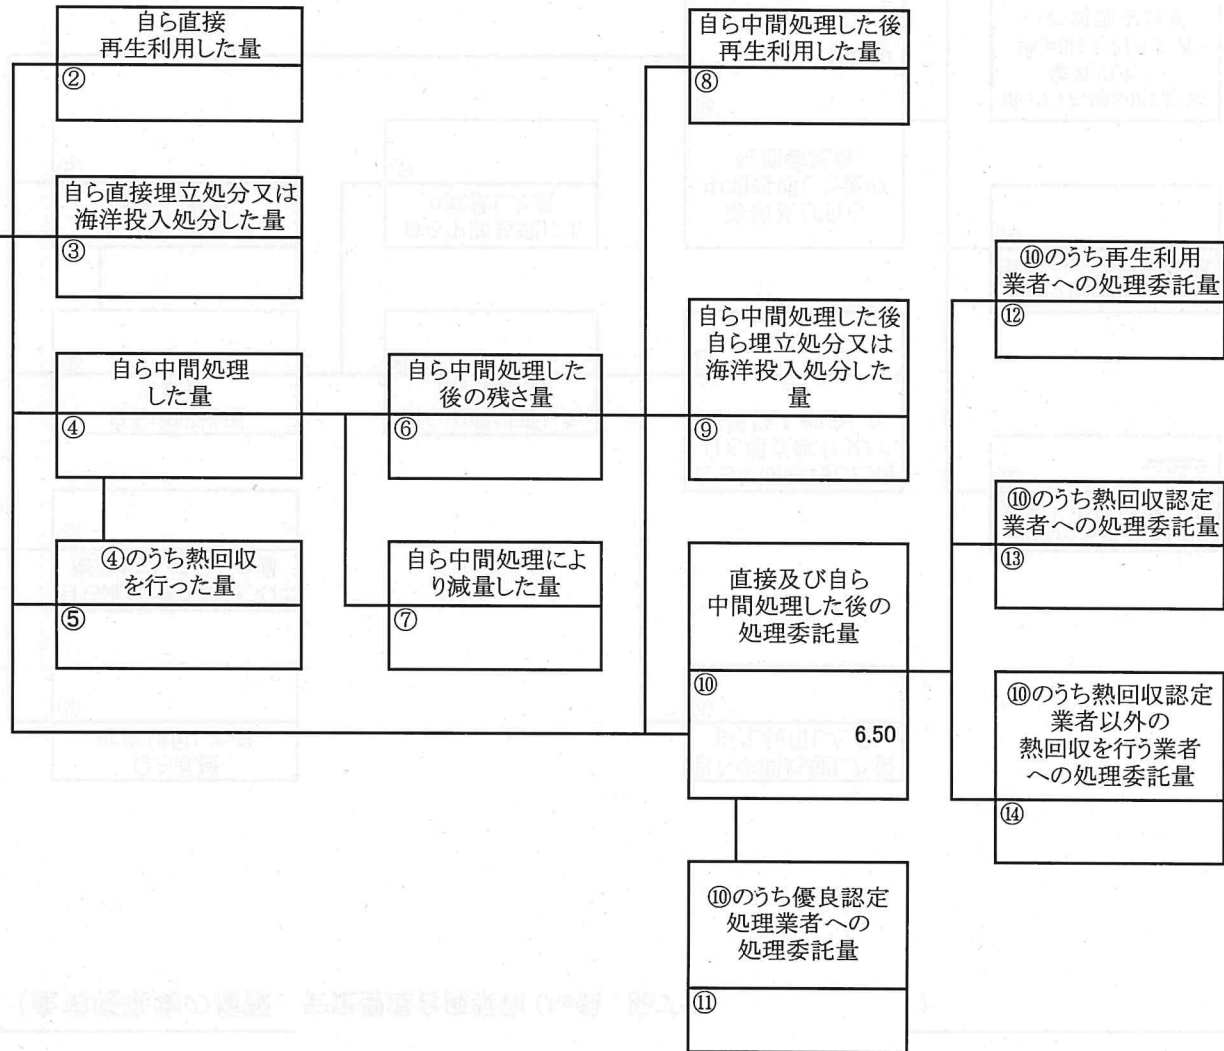 自ら直接
再生利用した量
②
自ら直接埋立処分又は
海洋投入処分した量
③
自ら中間処理
した量
④
④のうち熱回収
を行った量
⑤
自ら中間処理した
後の残さ量
⑥
自ら中間処理によ
り減量した量
⑦
自ら中間処理した後
再生利用した量
⑧
自ら中間処理した後
自ら埋立処分又は
海洋投入処分した
量
⑨
直接及び自ら
中間処理した後の
処理委託量
⑩
6.50
⑩のうち優良認定
処理業者への
処理委託量
⑪
⑩のうち再生利用
業者への処理委託量
⑫
⑩のうち熱回収認定
業者への処理委託量
⑬
⑩のうち熱回収認定
業者以外の
熱回収を行う業者
への処理委託量
⑭